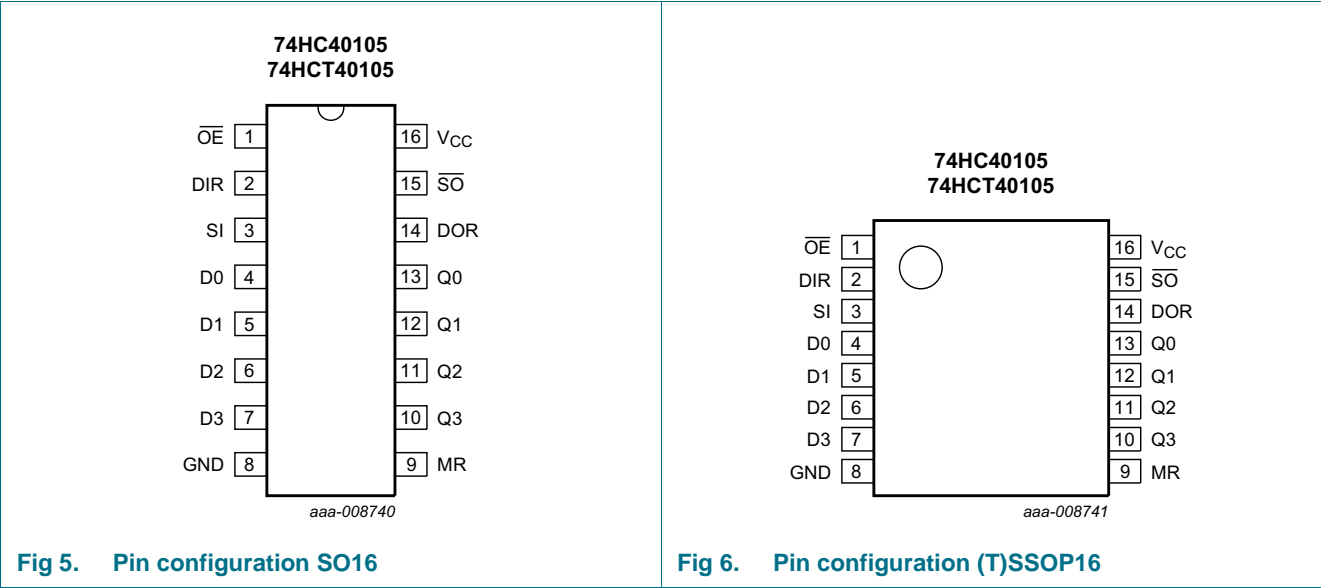 74HC40105
74HCT40105
O̅E̅ 1
DIR 2
SI 3
D0 4
D1 5
D2 6
D3 7
GND 8
16 VCC
15 S̅O̅
14 DOR
13 Q0
12 Q1
11 Q2
10 Q3
9 MR
aaa-008740
Fig 5. Pin configuration SO16
74HC40105
74HCT40105
O̅E̅ 1
DIR 2
SI 3
D0 4
D1 5
D2 6
D3 7
GND 8
16 VCC
15 S̅O̅
14 DOR
13 Q0
12 Q1
11 Q2
10 Q3
9 MR
aaa-008741
Fig 6. Pin configuration (T)SSOP16